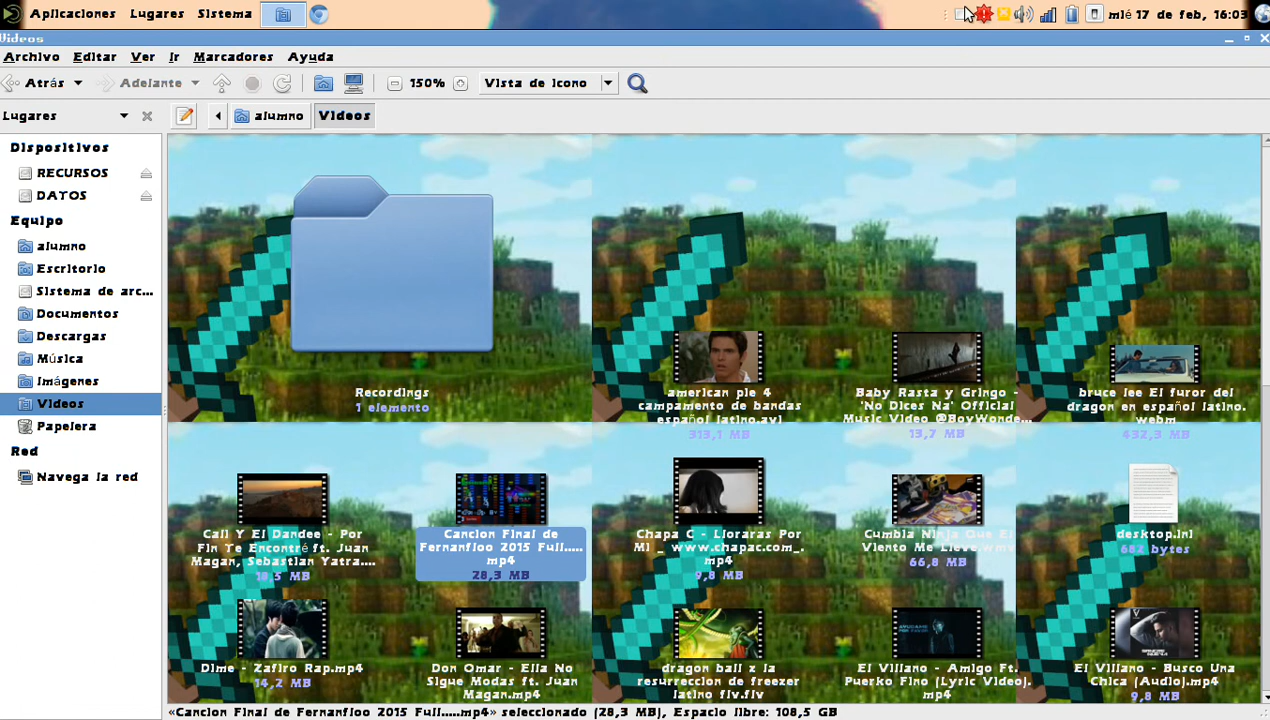 Aplicaciones Lugares Sistema mié 17 de feb, 16:03
Videos
Archivo Editar Ver Ir Marcadores Ayuda
Atrás Adelante 150% Vista de icono
Lugares alumno Videos
Dispositivos
RECURSOS
DATOS
Equipo
alumno
Escritorio
Sistema de arc...
Documentos
Descargas
Música
Imágenes
Videos
Papelera
Red
Navega la red
Recordings
1 elemento
american pie 4
campamento de bandas
español latino.avi
313,1 MB
Baby Rasta y Gringo -
'No Dices Na' Official
Music Video @BoyWonde...
13,7 MB
bruce lee El furor del
dragon en español latino.
webm
432,3 MB
Cali Y El Dandee - Por
Fin Te Encontré ft. Juan
Magan, Sebastian Yatra....
18,5 MB
Cancion Final de
Fernanfloo 2015 Full.....
mp4
28,3 MB
Chapa C - Lloraras Por
Mi _ www.chapac.com_.
mp4
9,8 MB
Cumbia Ninja Que El
Viento Me Lleve.wmv
66,8 MB
desktop.ini
682 bytes
Dime - Zafiro Rap.mp4
14,2 MB
Don Omar - Ella No
Sigue Modas ft. Juan
Magan.mp4
dragon ball z la
resurreccion de freezer
latino flv.flv
El Villano - Amigo Ft.
Puerko Fino (Lyric Video).
mp4
El Villano - Busco Una
Chica (Audio).mp4
9,8 MB
«Cancion Final de Fernanfloo 2015 Full.....mp4» seleccionado (28,3 MB), Espacio libre: 108,5 GB